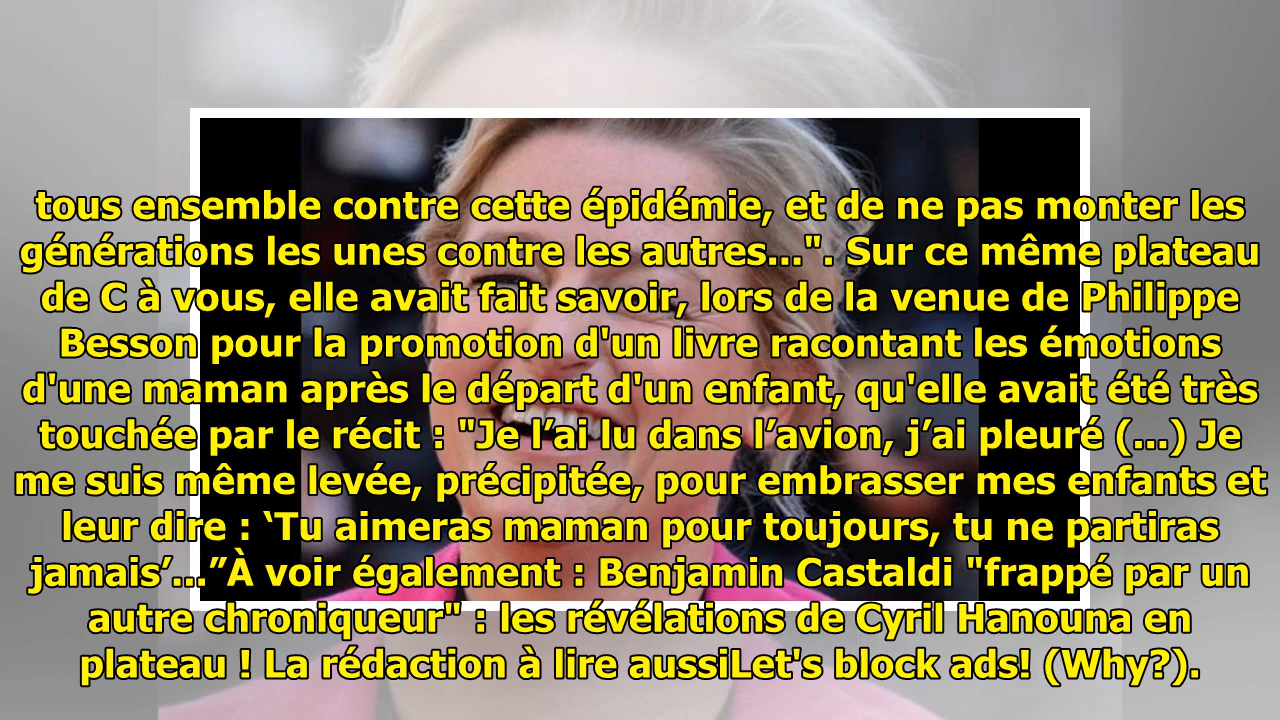 tous ensemble contre cette épidémie, et de ne pas monter les
générations les unes contre les autres...". Sur ce même plateau
de C à vous, elle avait fait savoir, lors de la venue de Philippe
Besson pour la promotion d'un livre racontant les émotions
d'une maman après le départ d'un enfant, qu'elle avait été très
touchée par le récit : "Je l’ai lu dans l’avion, j’ai pleuré (...) Je
me suis même levée, précipitée, pour embrasser mes enfants et
leur dire : ‘Tu aimeras maman pour toujours, tu ne partiras
jamais’...”À voir également : Benjamin Castaldi "frappé par un
autre chroniqueur" : les révélations de Cyril Hanouna en
plateau ! La rédaction à lire aussiLet's block ads! (Why?).